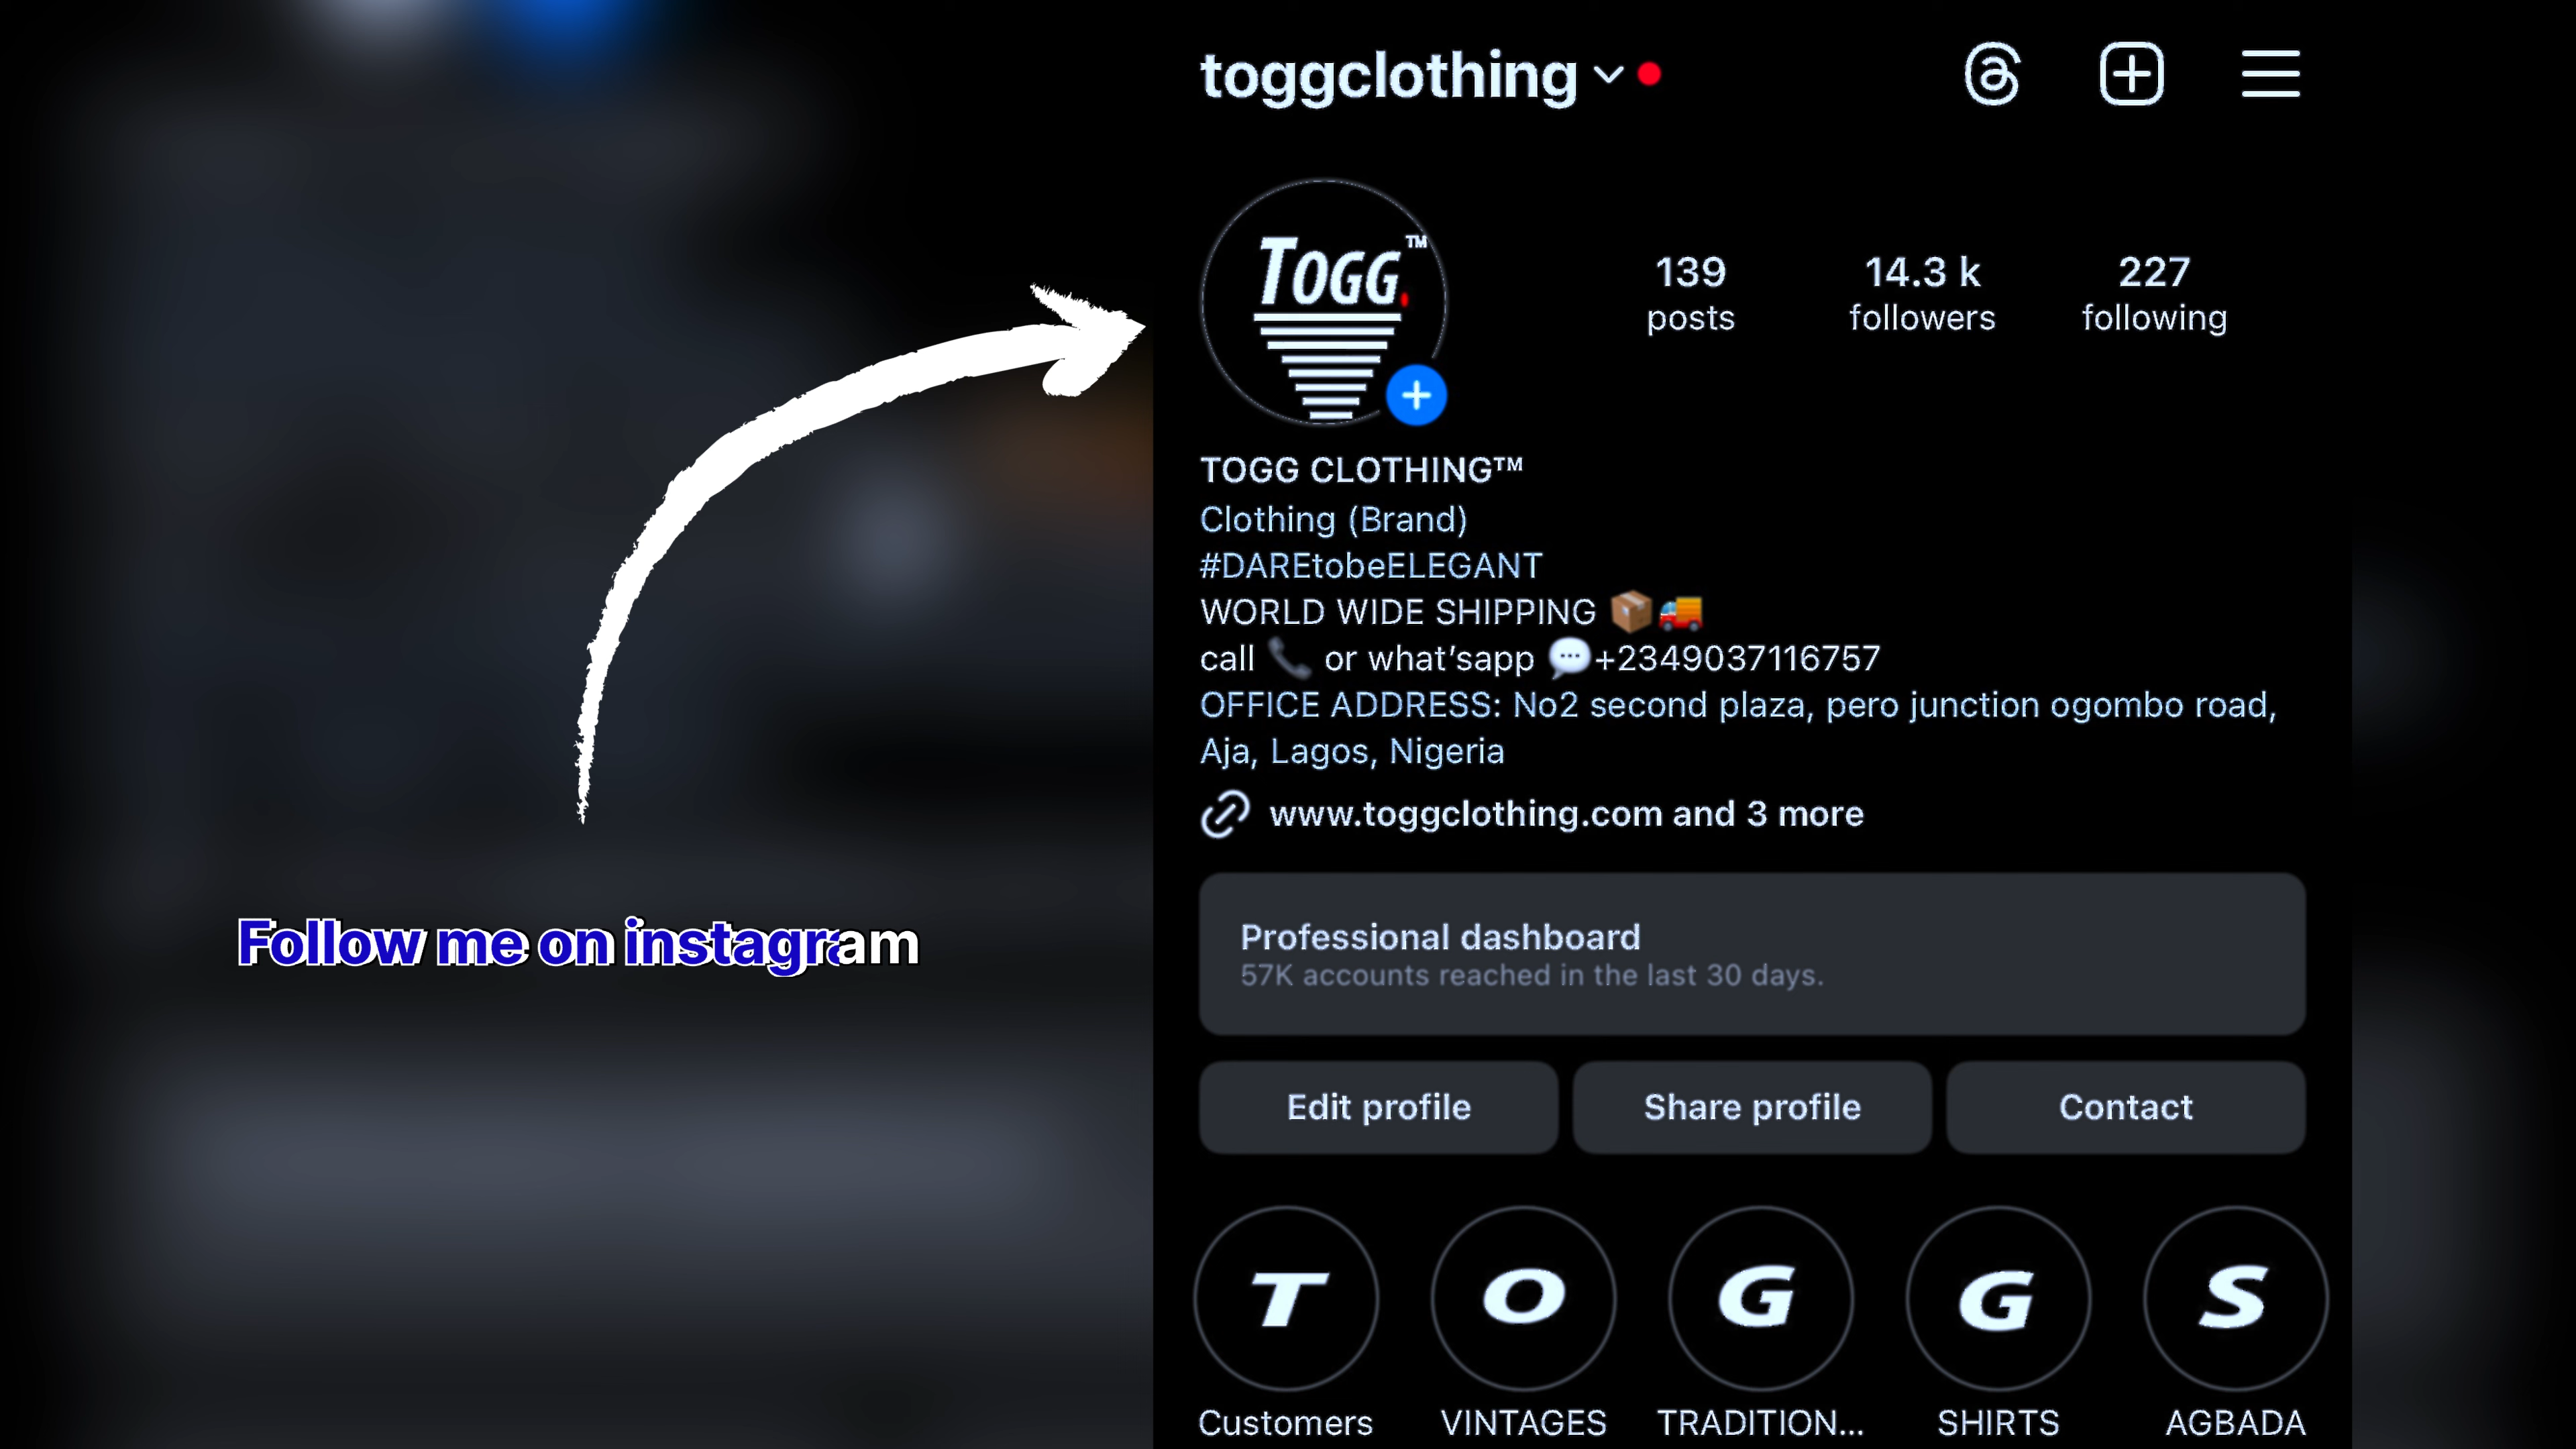 toggclothing
TOGG.™
139 posts
14.3 k followers
227 following
TOGG CLOTHING™
Clothing (Brand)
#DAREtobeELEGANT
WORLD WIDE SHIPPING 📦🚚
call 📞 or what’sapp 💬+2349037116757
OFFICE ADDRESS: No2 second plaza, pero junction ogombo road,
Aja, Lagos, Nigeria
www.toggclothing.com and 3 more
Follow me on instagram
Professional dashboard
57K accounts reached in the last 30 days.
Edit profile
Share profile
Contact
T O G G S
Customers
VINTAGES
TRADITION...
SHIRTS
AGBADA